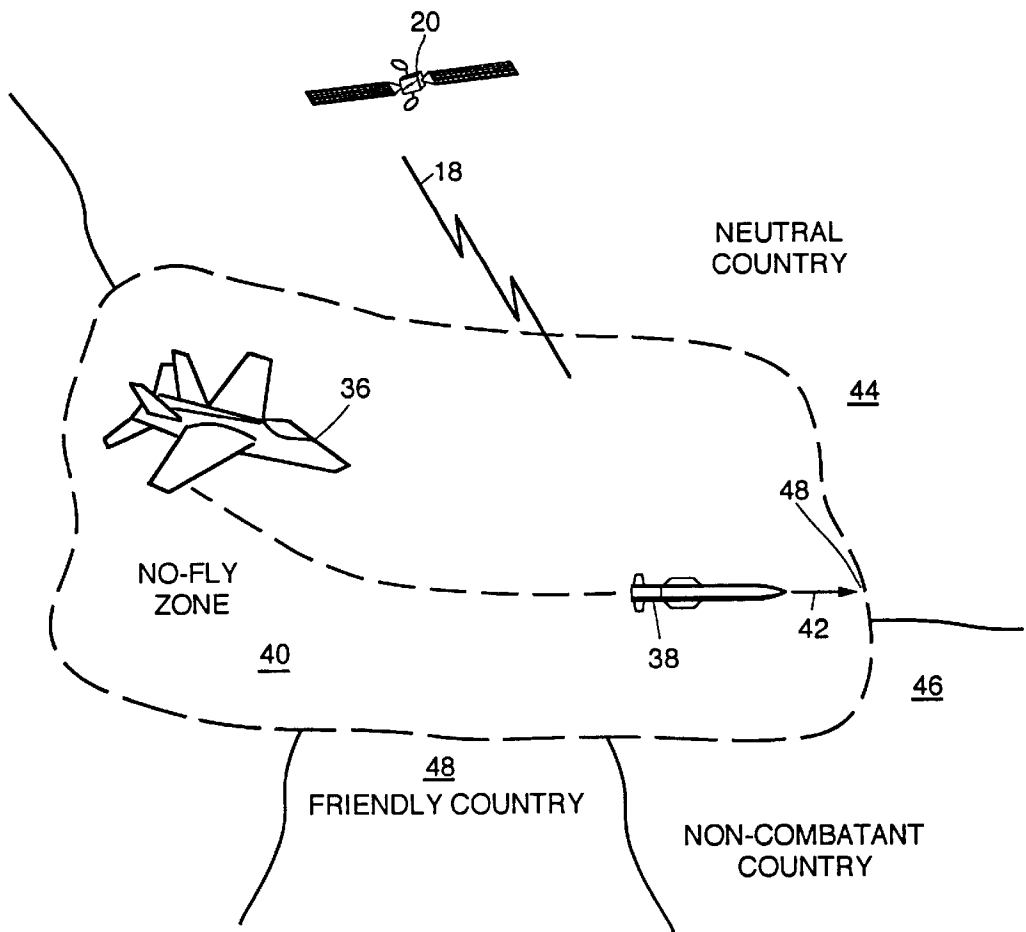 20
18
NEUTRAL
COUNTRY
36
44
48
NO-FLY
ZONE
42
38
40
46
48
FRIENDLY COUNTRY
NON-COMBATANT
COUNTRY